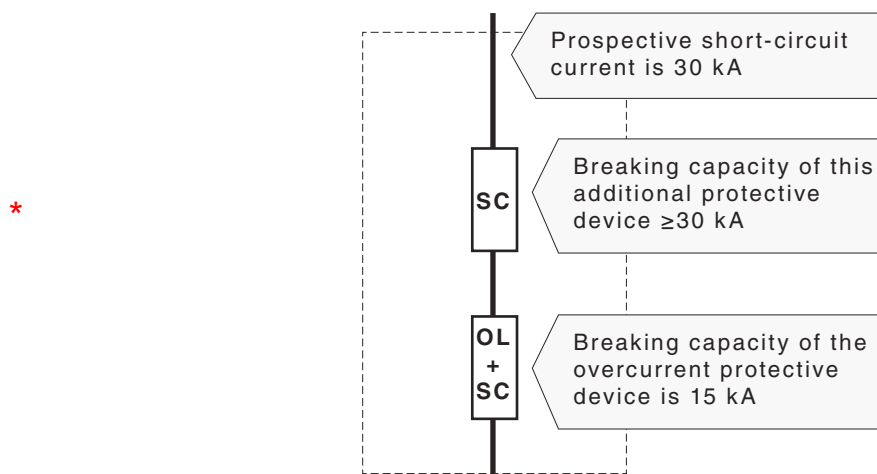 Prospective short-circuit
current is 30 kA
*
SC
Breaking capacity of this
additional protective
device ≥30 kA
OL
+
SC
Breaking capacity of the
overcurrent protective
device is 15 kA